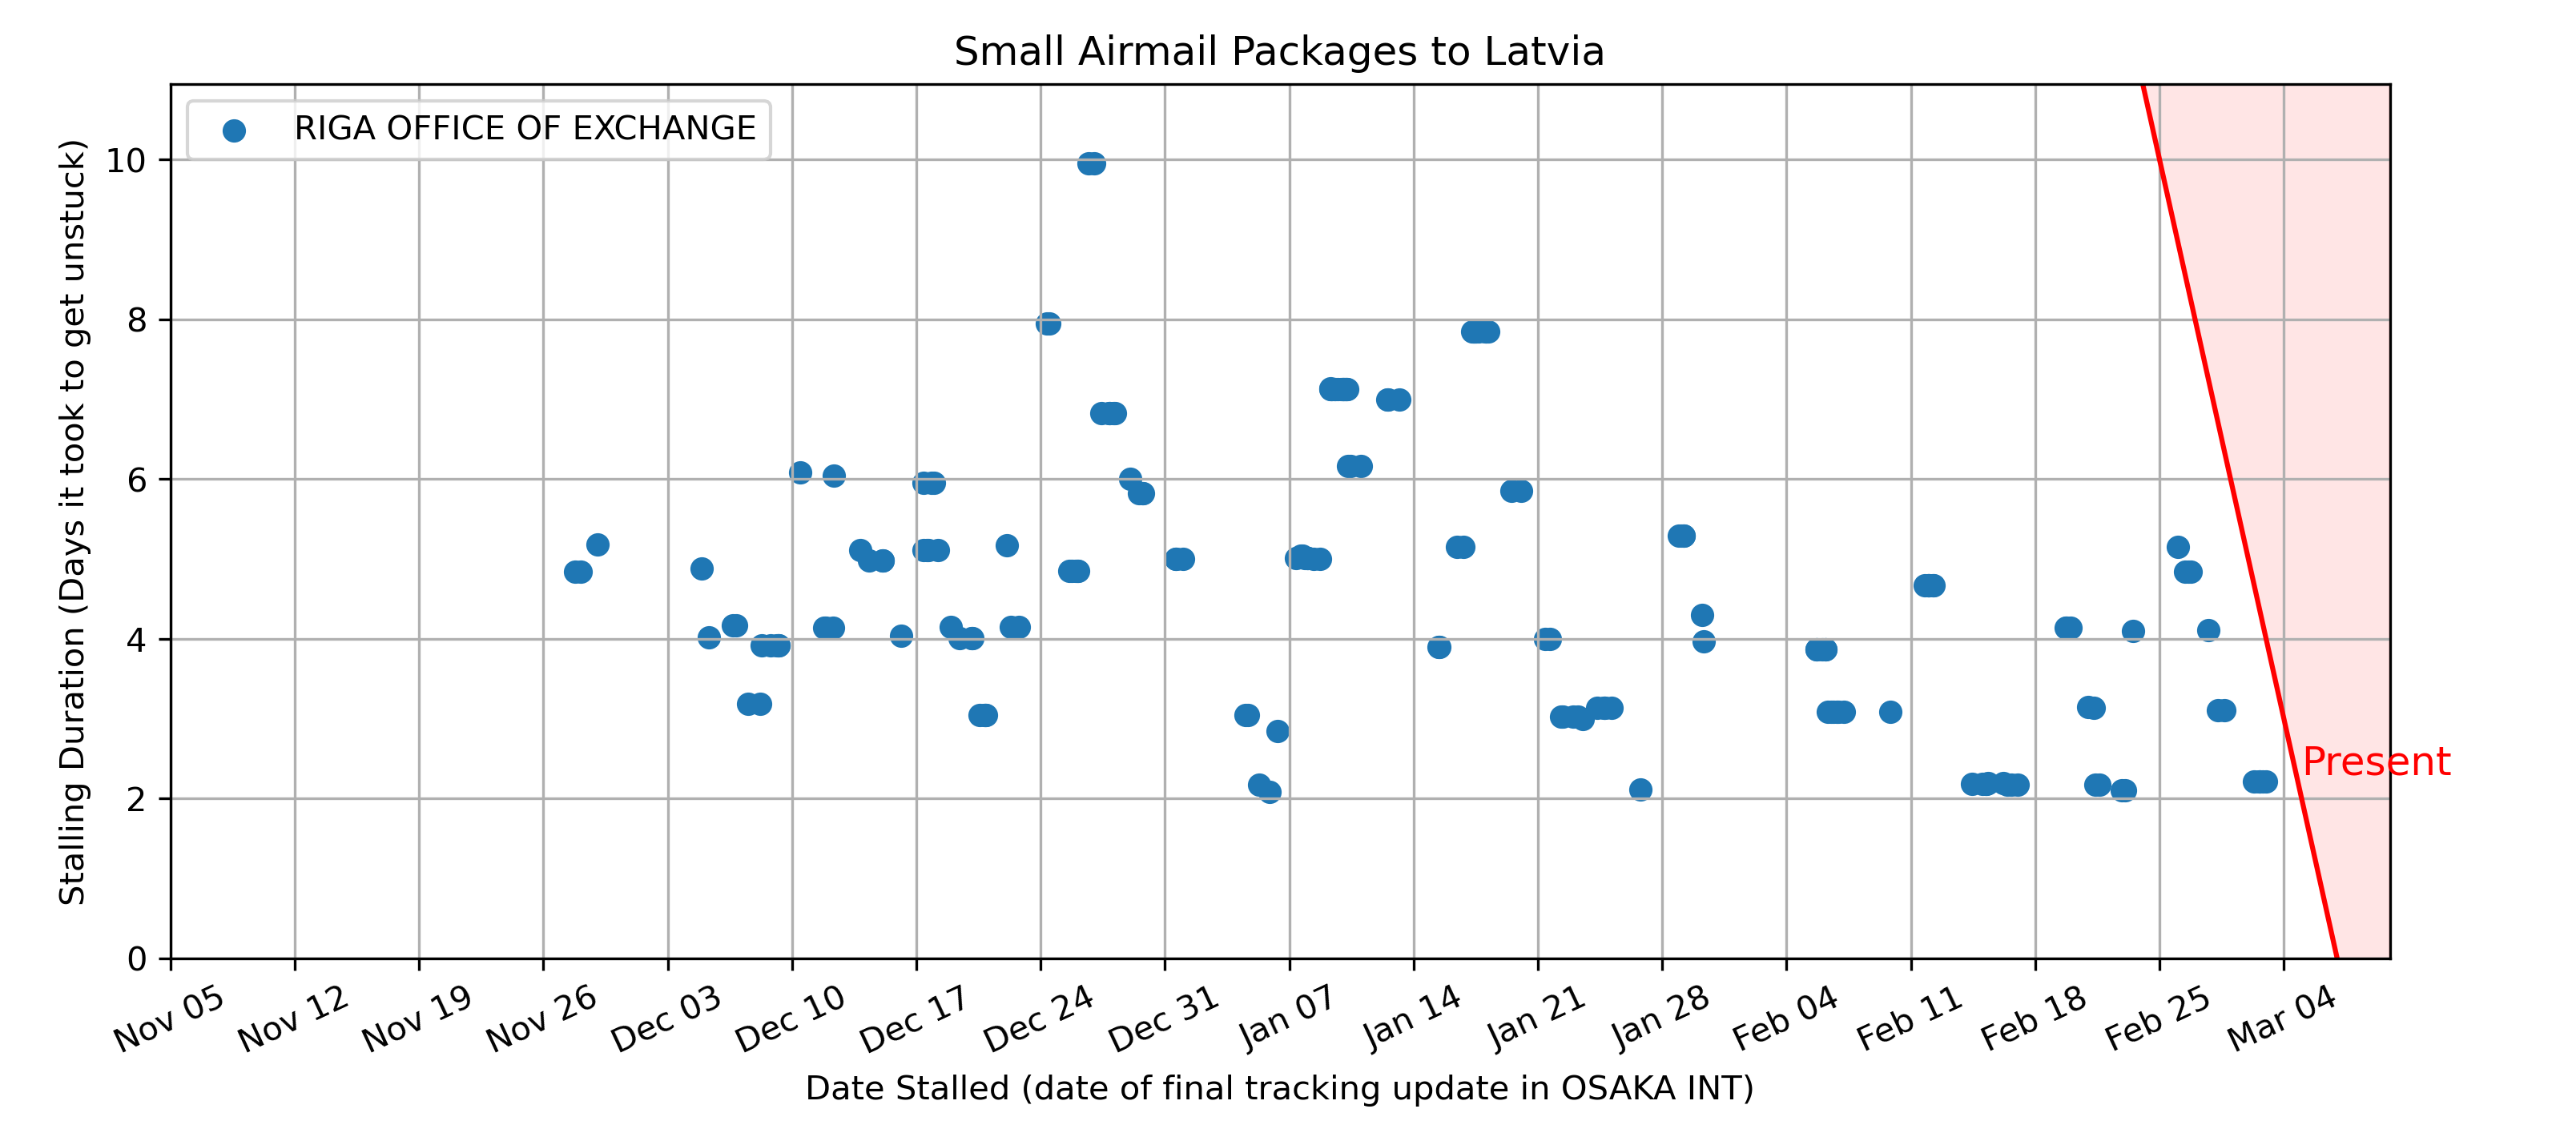 Small Airmail Packages to Latvia
RIGA OFFICE OF EXCHANGE
Stalling Duration (Days it took to get unstuck)
10
8
6
4
2
0
Present
Nov 05
Nov 12
Nov 19
Nov 26
Dec 03
Dec 10
Dec 17
Dec 24
Dec 31
Jan 07
Jan 14
Jan 21
Jan 28
Feb 04
Feb 11
Feb 18
Feb 25
Mar 04
Date Stalled (date of final tracking update in OSAKA INT)